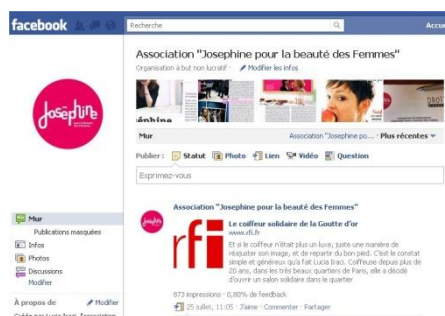 facebook
Recherche
Accue
Association "Josephine pour la beauté des Femmes"
Organisation à but non lucratif · Modifier les infos
Joséphine
Mur
Association "Josephine po... · Plus récentes
Publier : Statut Photo Lien Vidéo Question
Exprimez-vous
Mur
Publications masquées
Infos
Photos
Discussions
Modifier
À propos de
Modifier
Association "Josephine pour la beauté des Femmes"
rfi
Le coiffeur solidaire de la Goutte d'or
www.rfi.fr
Et si le coiffeur n'était plus un luxe, juste une manière de
réajuster son image, et de repartir du bon pied. C'est le constat
simple et généreux qu'a fait Lucia Iraci. Coiffeuse depuis plus de
20 ans, dans les très beaux quartiers de Paris, elle a décidé
d'ouvrir un salon solidaire dans le quartier
873 impressions · 0,80% de feedback
25 juillet, 11:05 · J'aime · Commenter · Partager